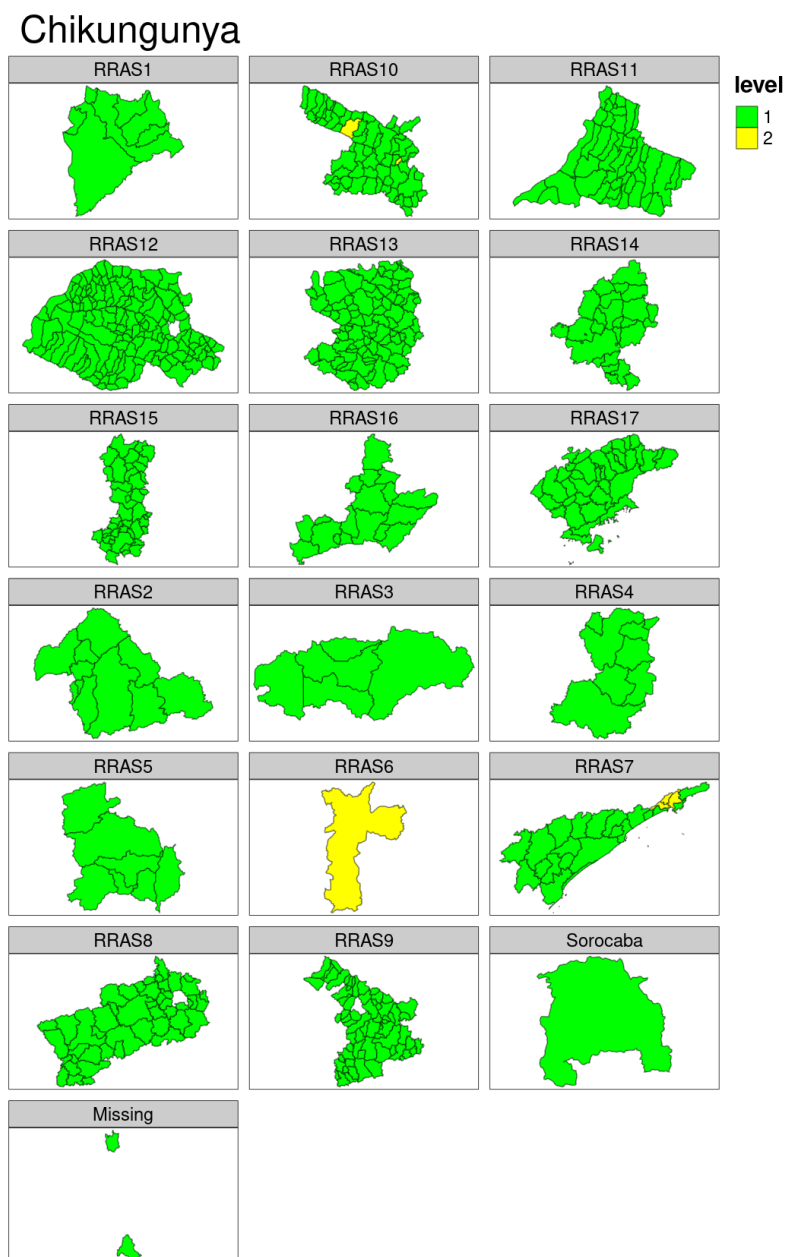 Chikungunya
RRAS1
RRAS10
RRAS11
level
1
2
RRAS12
RRAS13
RRAS14
RRAS15
RRAS16
RRAS17
RRAS2
RRAS3
RRAS4
RRAS5
RRAS6
RRAS7
RRAS8
RRAS9
Sorocaba
Missing